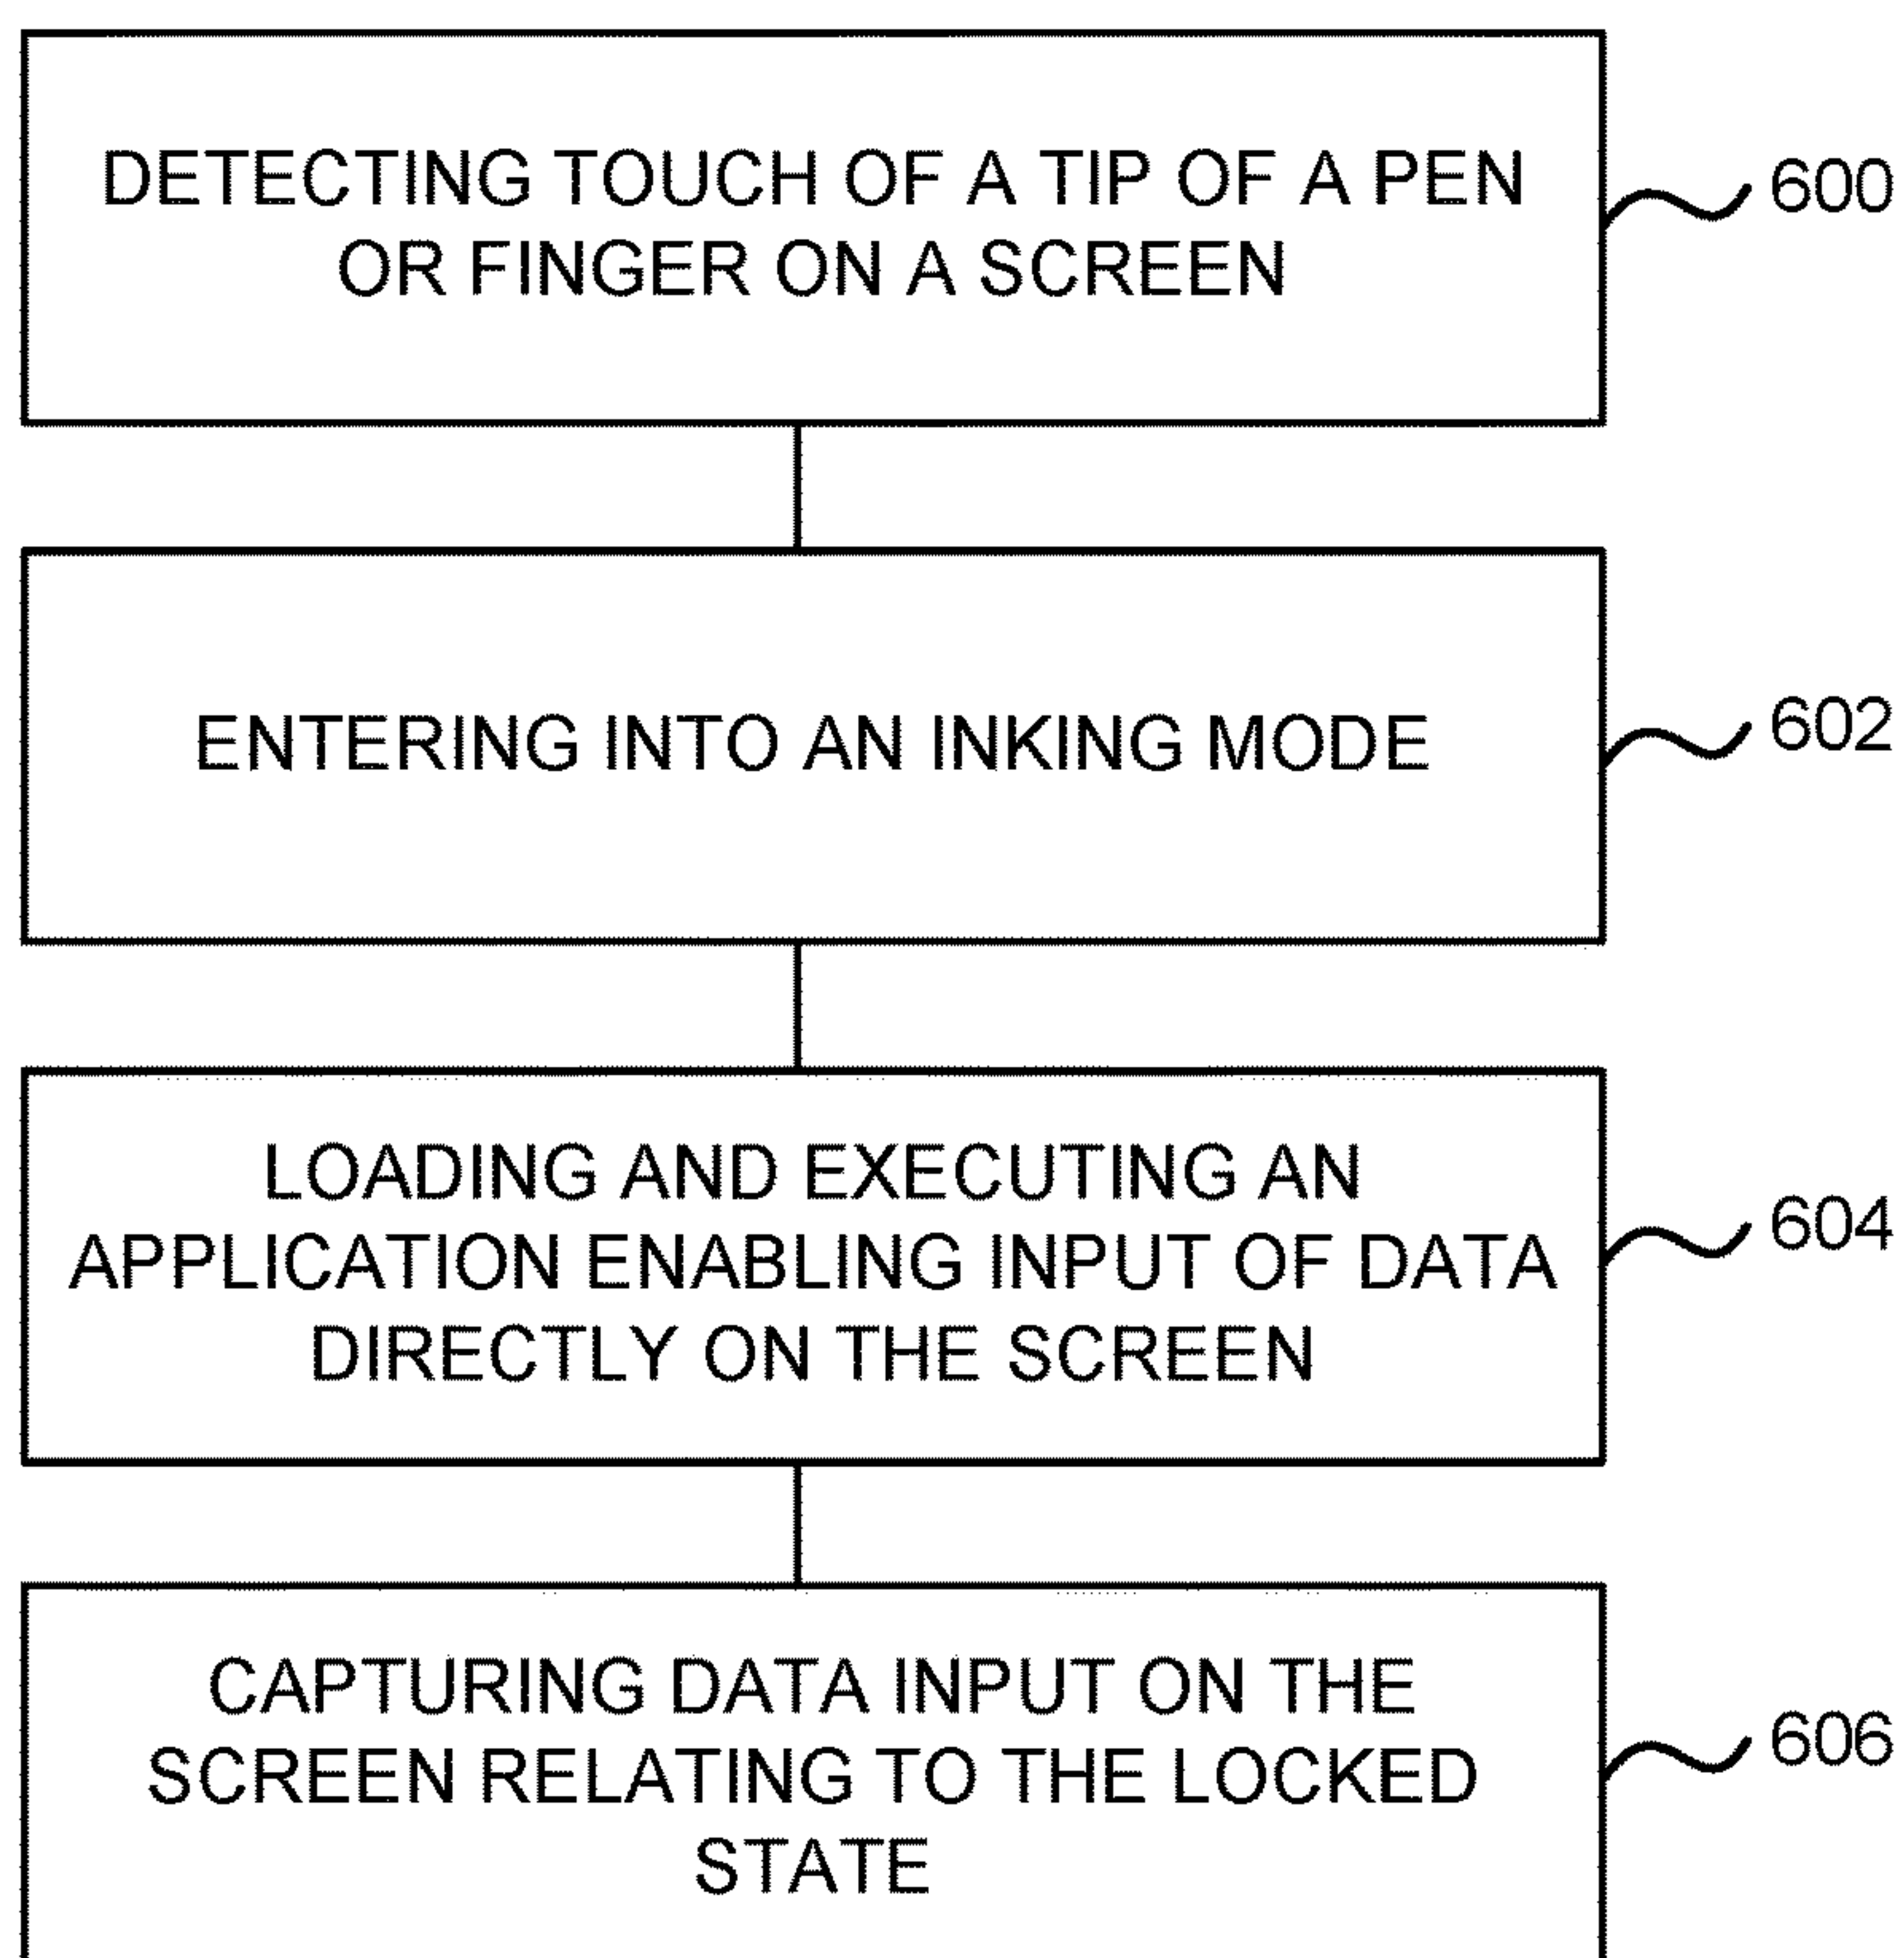 DETECTING TOUCH OF A TIP OF A PEN
OR FINGER ON A SCREEN
600
ENTERING INTO AN INKING MODE
602
LOADING AND EXECUTING AN
APPLICATION ENABLING INPUT OF DATA
DIRECTLY ON THE SCREEN
604
CAPTURING DATA INPUT ON THE
SCREEN RELATING TO THE LOCKED
STATE
606